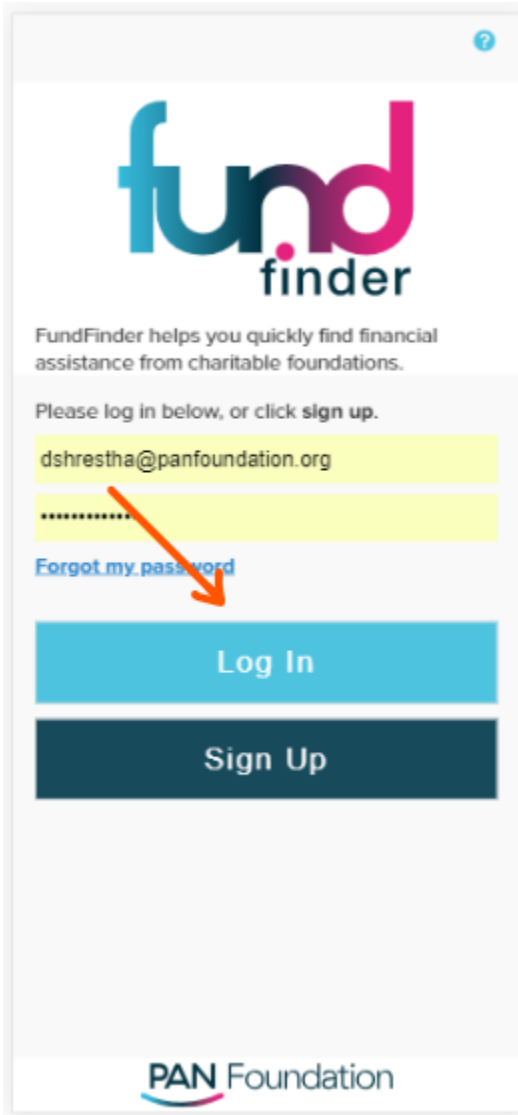 ?
fund
finder
FundFinder helps you quickly find financial
assistance from charitable foundations.
Please log in below, or click sign up.
dshrestha@panfoundation.org
Forgot my password
Log In
Sign Up
PAN Foundation